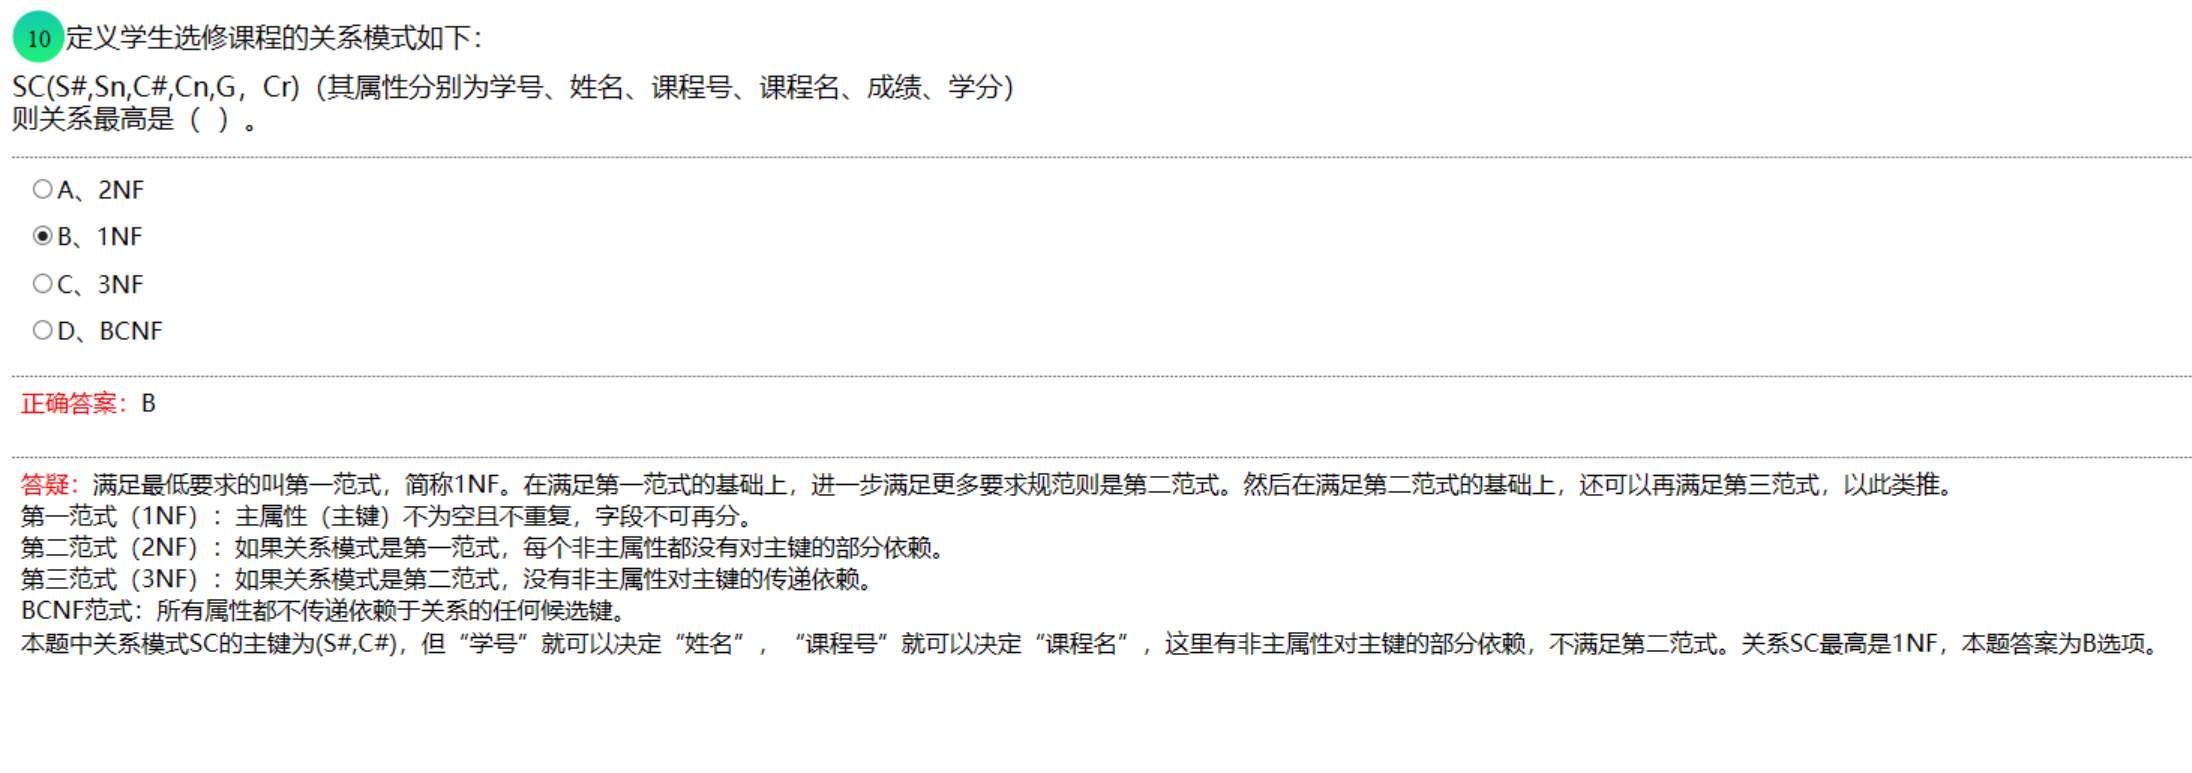 10 定义学生选修课程的关系模式如下：
SC(S#,Sn,C#,Cn,G，Cr)（其属性分别为学号、姓名、课程号、课程名、成绩、学分）
则关系最高是（ ）。
A、2NF
B、1NF
C、3NF
D、BCNF
正确答案：B
答疑：满足最低要求的叫第一范式，简称1NF。在满足第一范式的基础上，进一步满足更多要求规范则是第二范式。然后在满足第二范式的基础上，还可以再满足第三范式，以此类推。
第一范式（1NF）：主属性（主键）不为空且不重复，字段不可再分。
第二范式（2NF）：如果关系模式是第一范式，每个非主属性都没有对主键的部分依赖。
第三范式（3NF）：如果关系模式是第二范式，没有非主属性对主键的传递依赖。
BCNF范式：所有属性都不传递依赖于关系的任何候选键。
本题中关系模式SC的主键为(S#,C#)，但“学号”就可以决定“姓名”，“课程号”就可以决定“课程名”，这里有非主属性对主键的部分依赖，不满足第二范式。关系SC最高是1NF，本题答案为B选项。